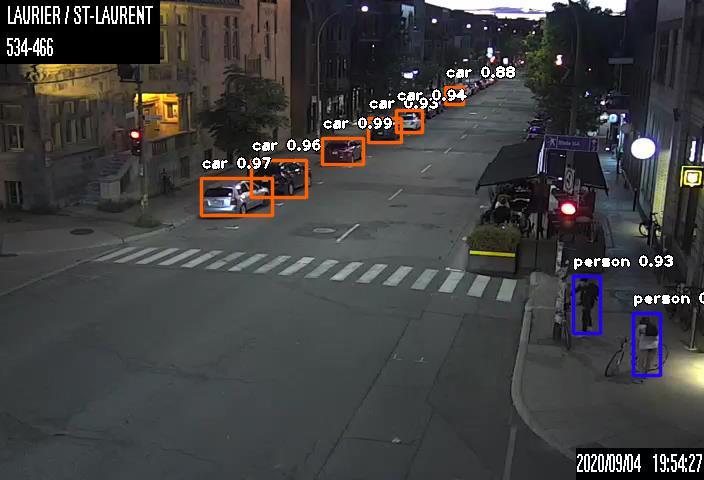 LAURIER / ST-LAURENT
534-466
car 0.88
car 0.94
car 0.93
car 0.99
car 0.96
car 0.97
person 0.93
person 0
2020/09/04 19:54:27